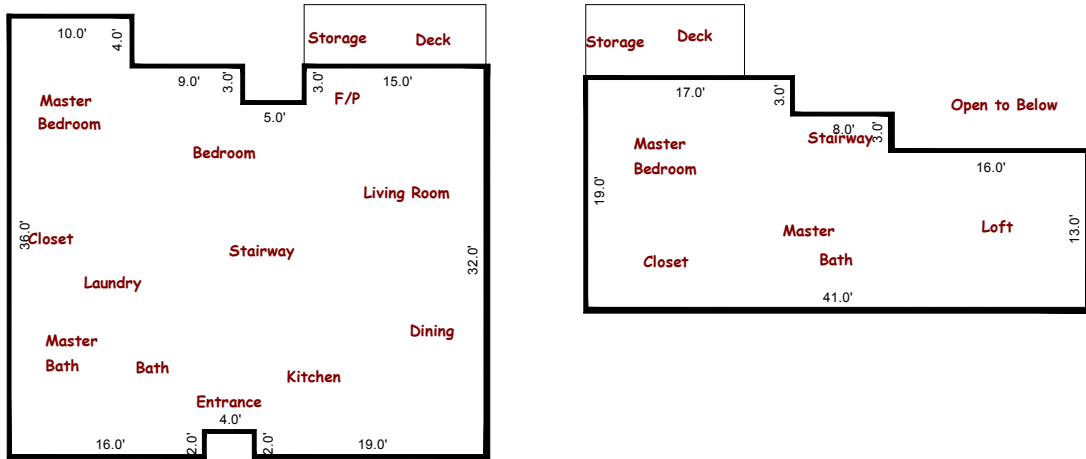 10.0'
4.0'
Storage
Deck
9.0'
3.0'
3.0'
15.0'
F/P
5.0'
Master
Bedroom
Bedroom
Living Room
36.0'
Closet
Stairway
32.0'
Laundry
Dining
Master
Bath
Bath
Kitchen
Entrance
4.0'
16.0'
2.0'
2.0'
19.0'
Storage
Deck
17.0'
3.0'
Open to Below
8.0'
3.0'
Stairway
Master
Bedroom
16.0'
19.0'
Master
Bath
Loft
13.0'
Closet
41.0'